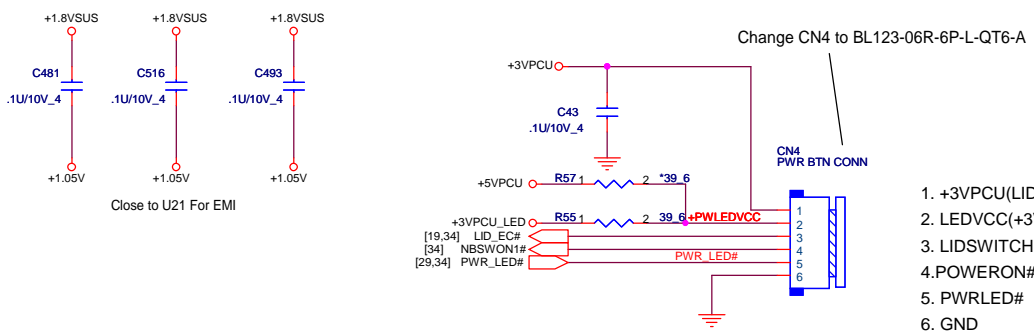 +1.8VSUS
+1.8VSUS
+1.8VSUS
C481
.1U/10V_4
C516
.1U/10V_4
C493
.1U/10V_4
+1.05V
+1.05V
+1.05V
Close to U21 For EMI
Change CN4 to BL123-06R-6P-L-QT6-A
+3VPCU
C43
.1U/10V_4
CN4
PWR BTN CONN
+5VPCU R57 1 2 *39_6
+3VPCU_LED R55 1 2 39_6 +PWLEDVCC
[19,34] LID_EC#
[34] NBSWON1#
[29,34] PWR_LED# PWR_LED#
1
2
3
4
5
6
1. +3VPCU(LID
2. LEDVCC(+3V
3. LIDSWITCH
4.POWERON#
5. PWRLED#
6. GND